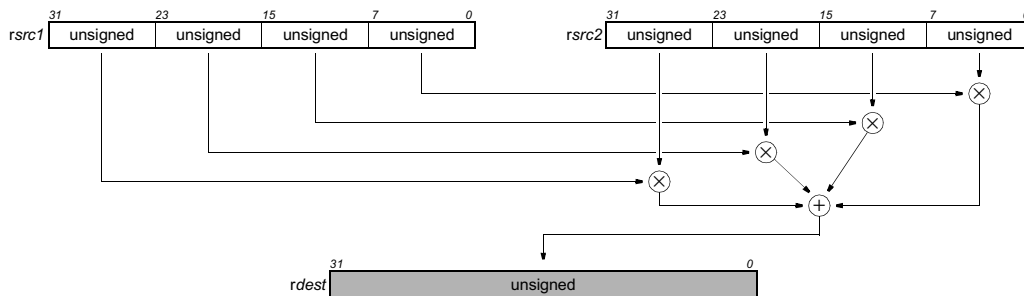 31 23 15 7 0 31 23 15 7
rsrc1 unsigned unsigned unsigned unsigned rsrc2 unsigned unsigned unsigned unsigned
× × × ×
+
31 0
rdest unsigned